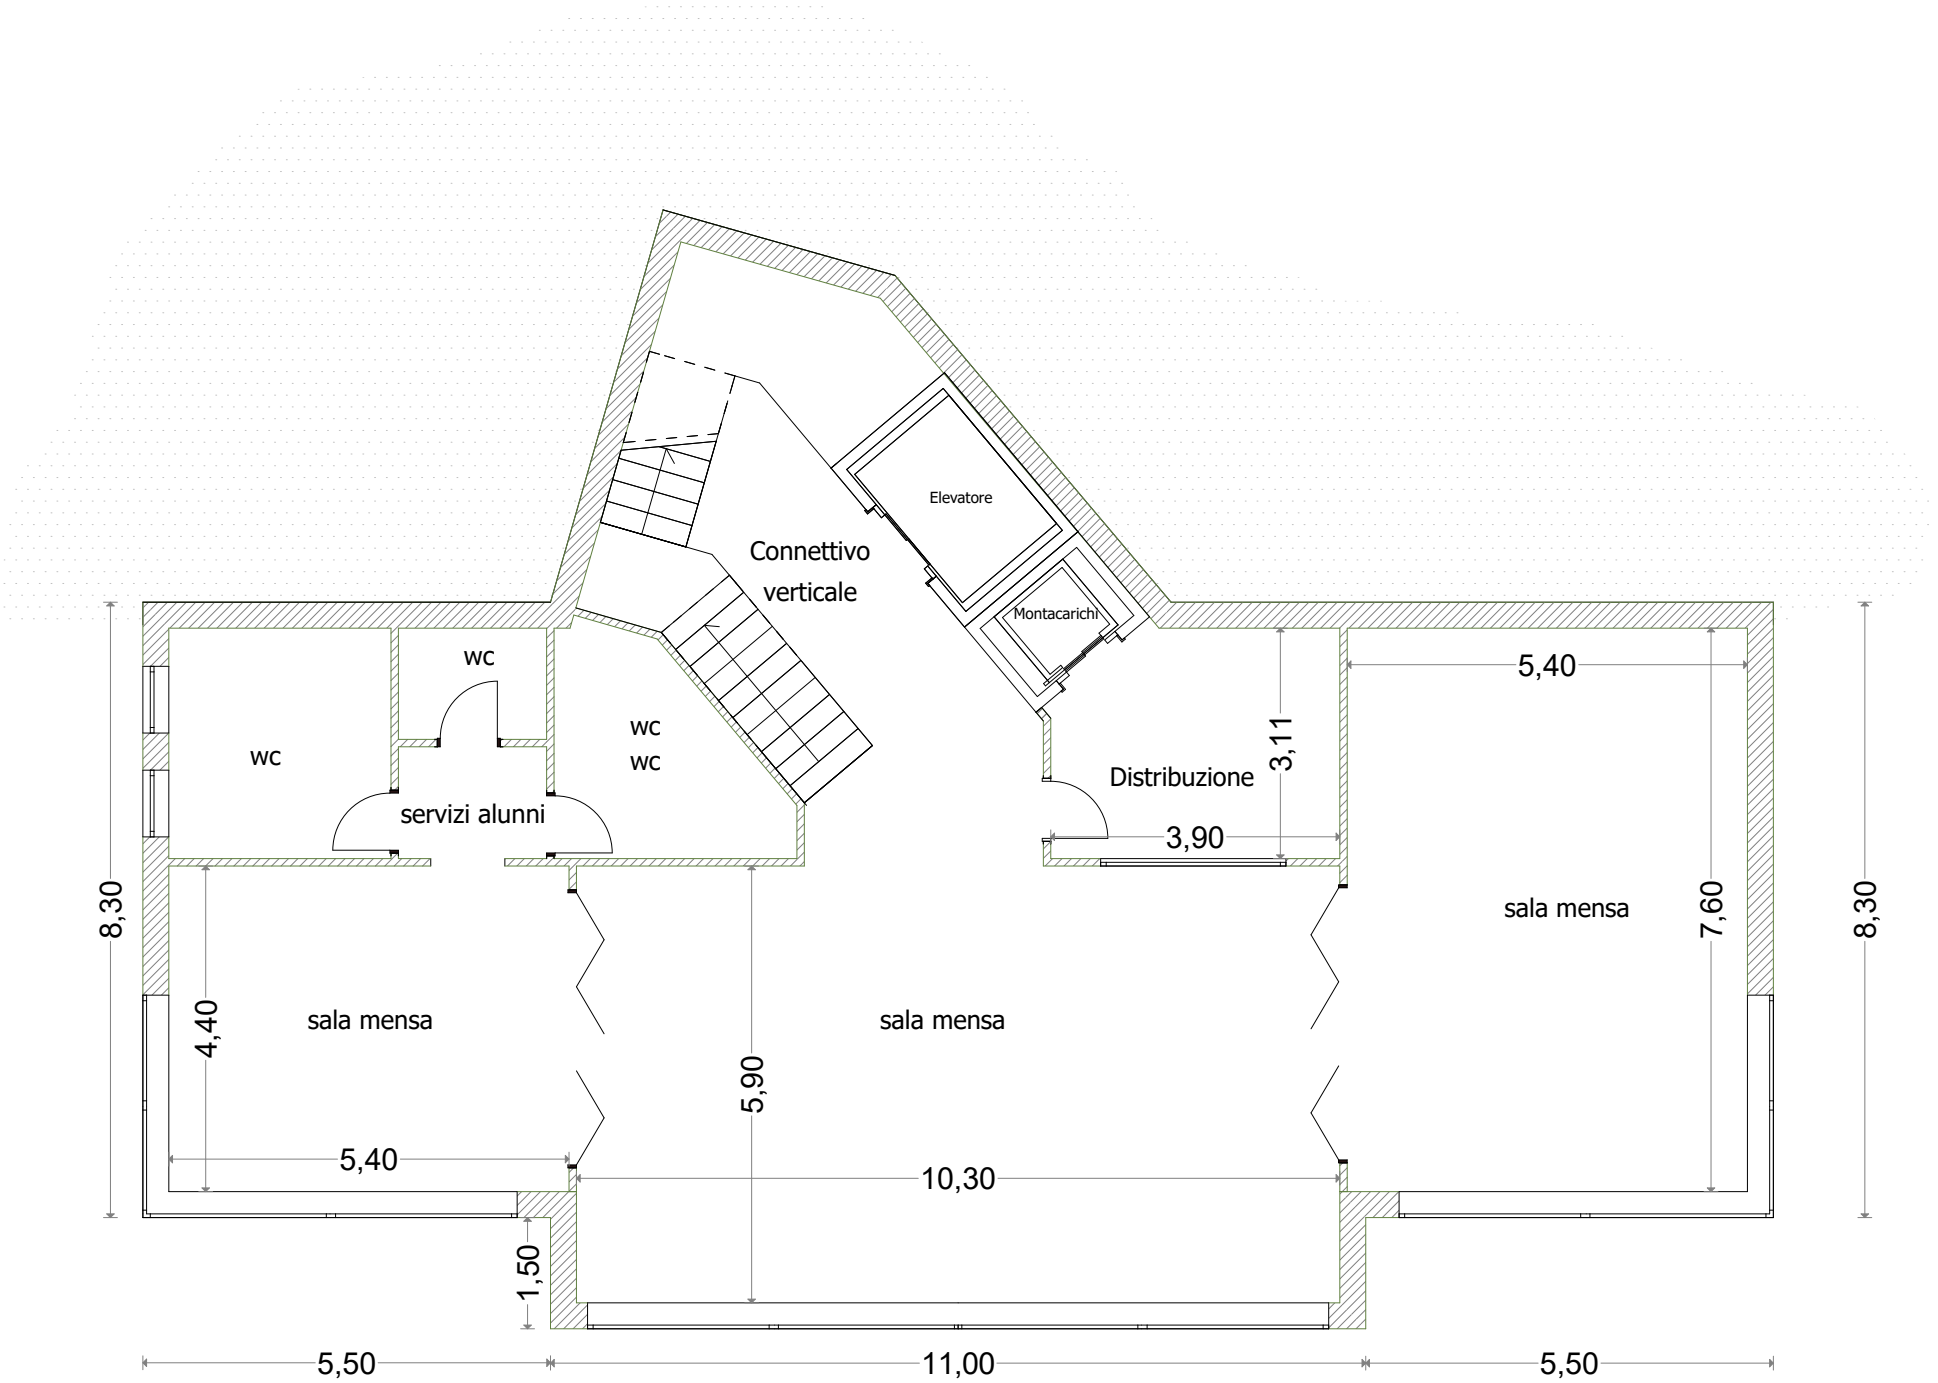 Elevatore
Connettivo
verticale
Montacarichi
wc
5,40
wc
wc
wc
3,11
Distribuzione
servizi alunni
3,90
8,30
7,60
8,30
sala mensa
4,40
sala mensa
sala mensa
5,90
5,40
10,30
1,50
5,50
11,00
5,50